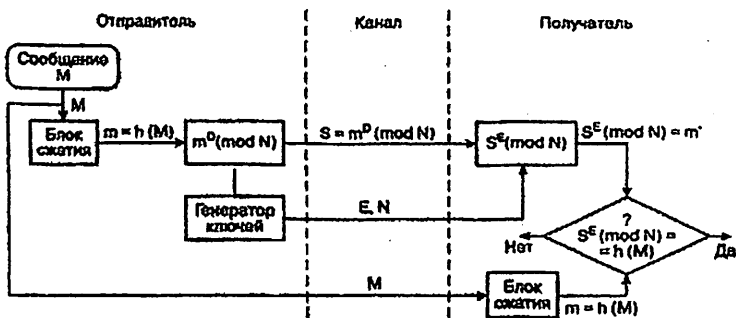 Отправитель
Канал
Получатель
Сообщение
М
М
Блок
сжатия
m = h (M)
m^D (mod N)
S = m^D (mod N)
S^E (mod N)
S^E (mod N) = m'
Генератор
ключей
E, N
?
S^E (mod N) =
= h (M)
Нет
Да
М
Блок
сжатия
m = h (M)